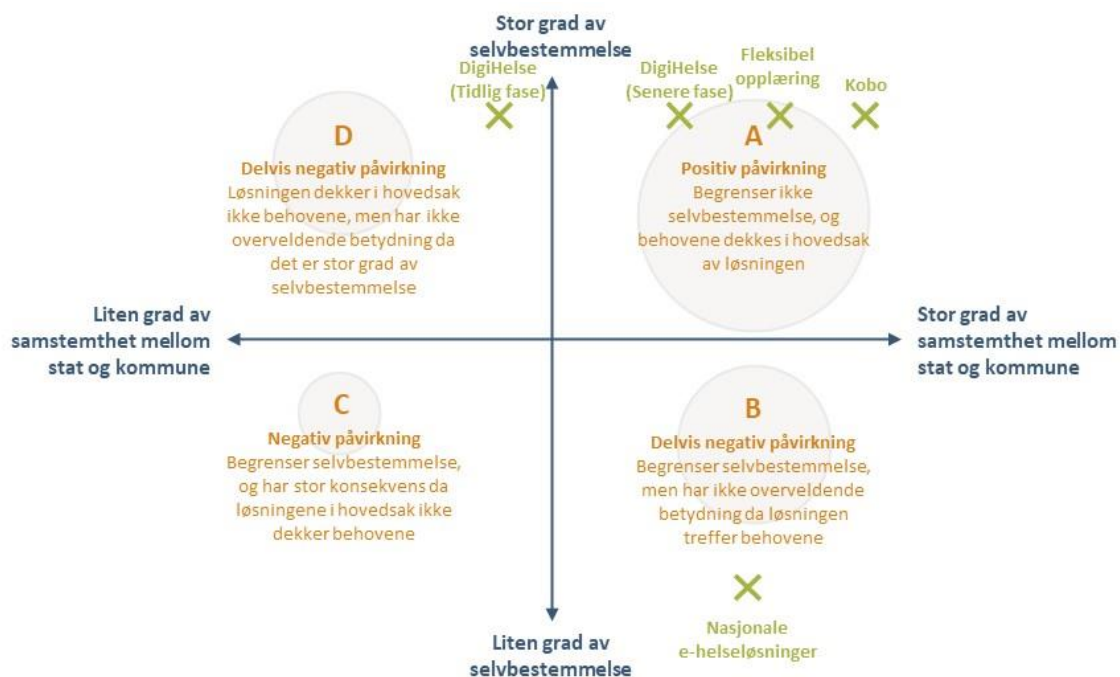 Stor grad av
selvbestemmelse
DigiHelse
(Tidlig fase)
DigiHelse
(Senere fase)
Fleksibel
opplæring
Kobo
D
Delvis negativ påvirkning
Løsningen dekker i hovedsak
ikke behovene, men har ikke
overveldende betydning da
det er stor grad av
selvbestemmelse
A
Positiv påvirkning
Begrenser ikke
selvbestemmelse, og
behovene dekkes i hovedsak
av løsningen
Liten grad av
samstemthet mellom
stat og kommune
Stor grad av
samstemthet mellom
stat og kommune
C
Negativ påvirkning
Begrenser selvbestemmelse,
og har stor konsekvens da
løsningene i hovedsak ikke
dekker behovene
B
Delvis negativ påvirkning
Begrenser selvbestemmelse,
men har ikke overveldende
betydning da løsningen
treffer behovene
Nasjonale
e-helseløsninger
Liten grad av
selvbestemmelse